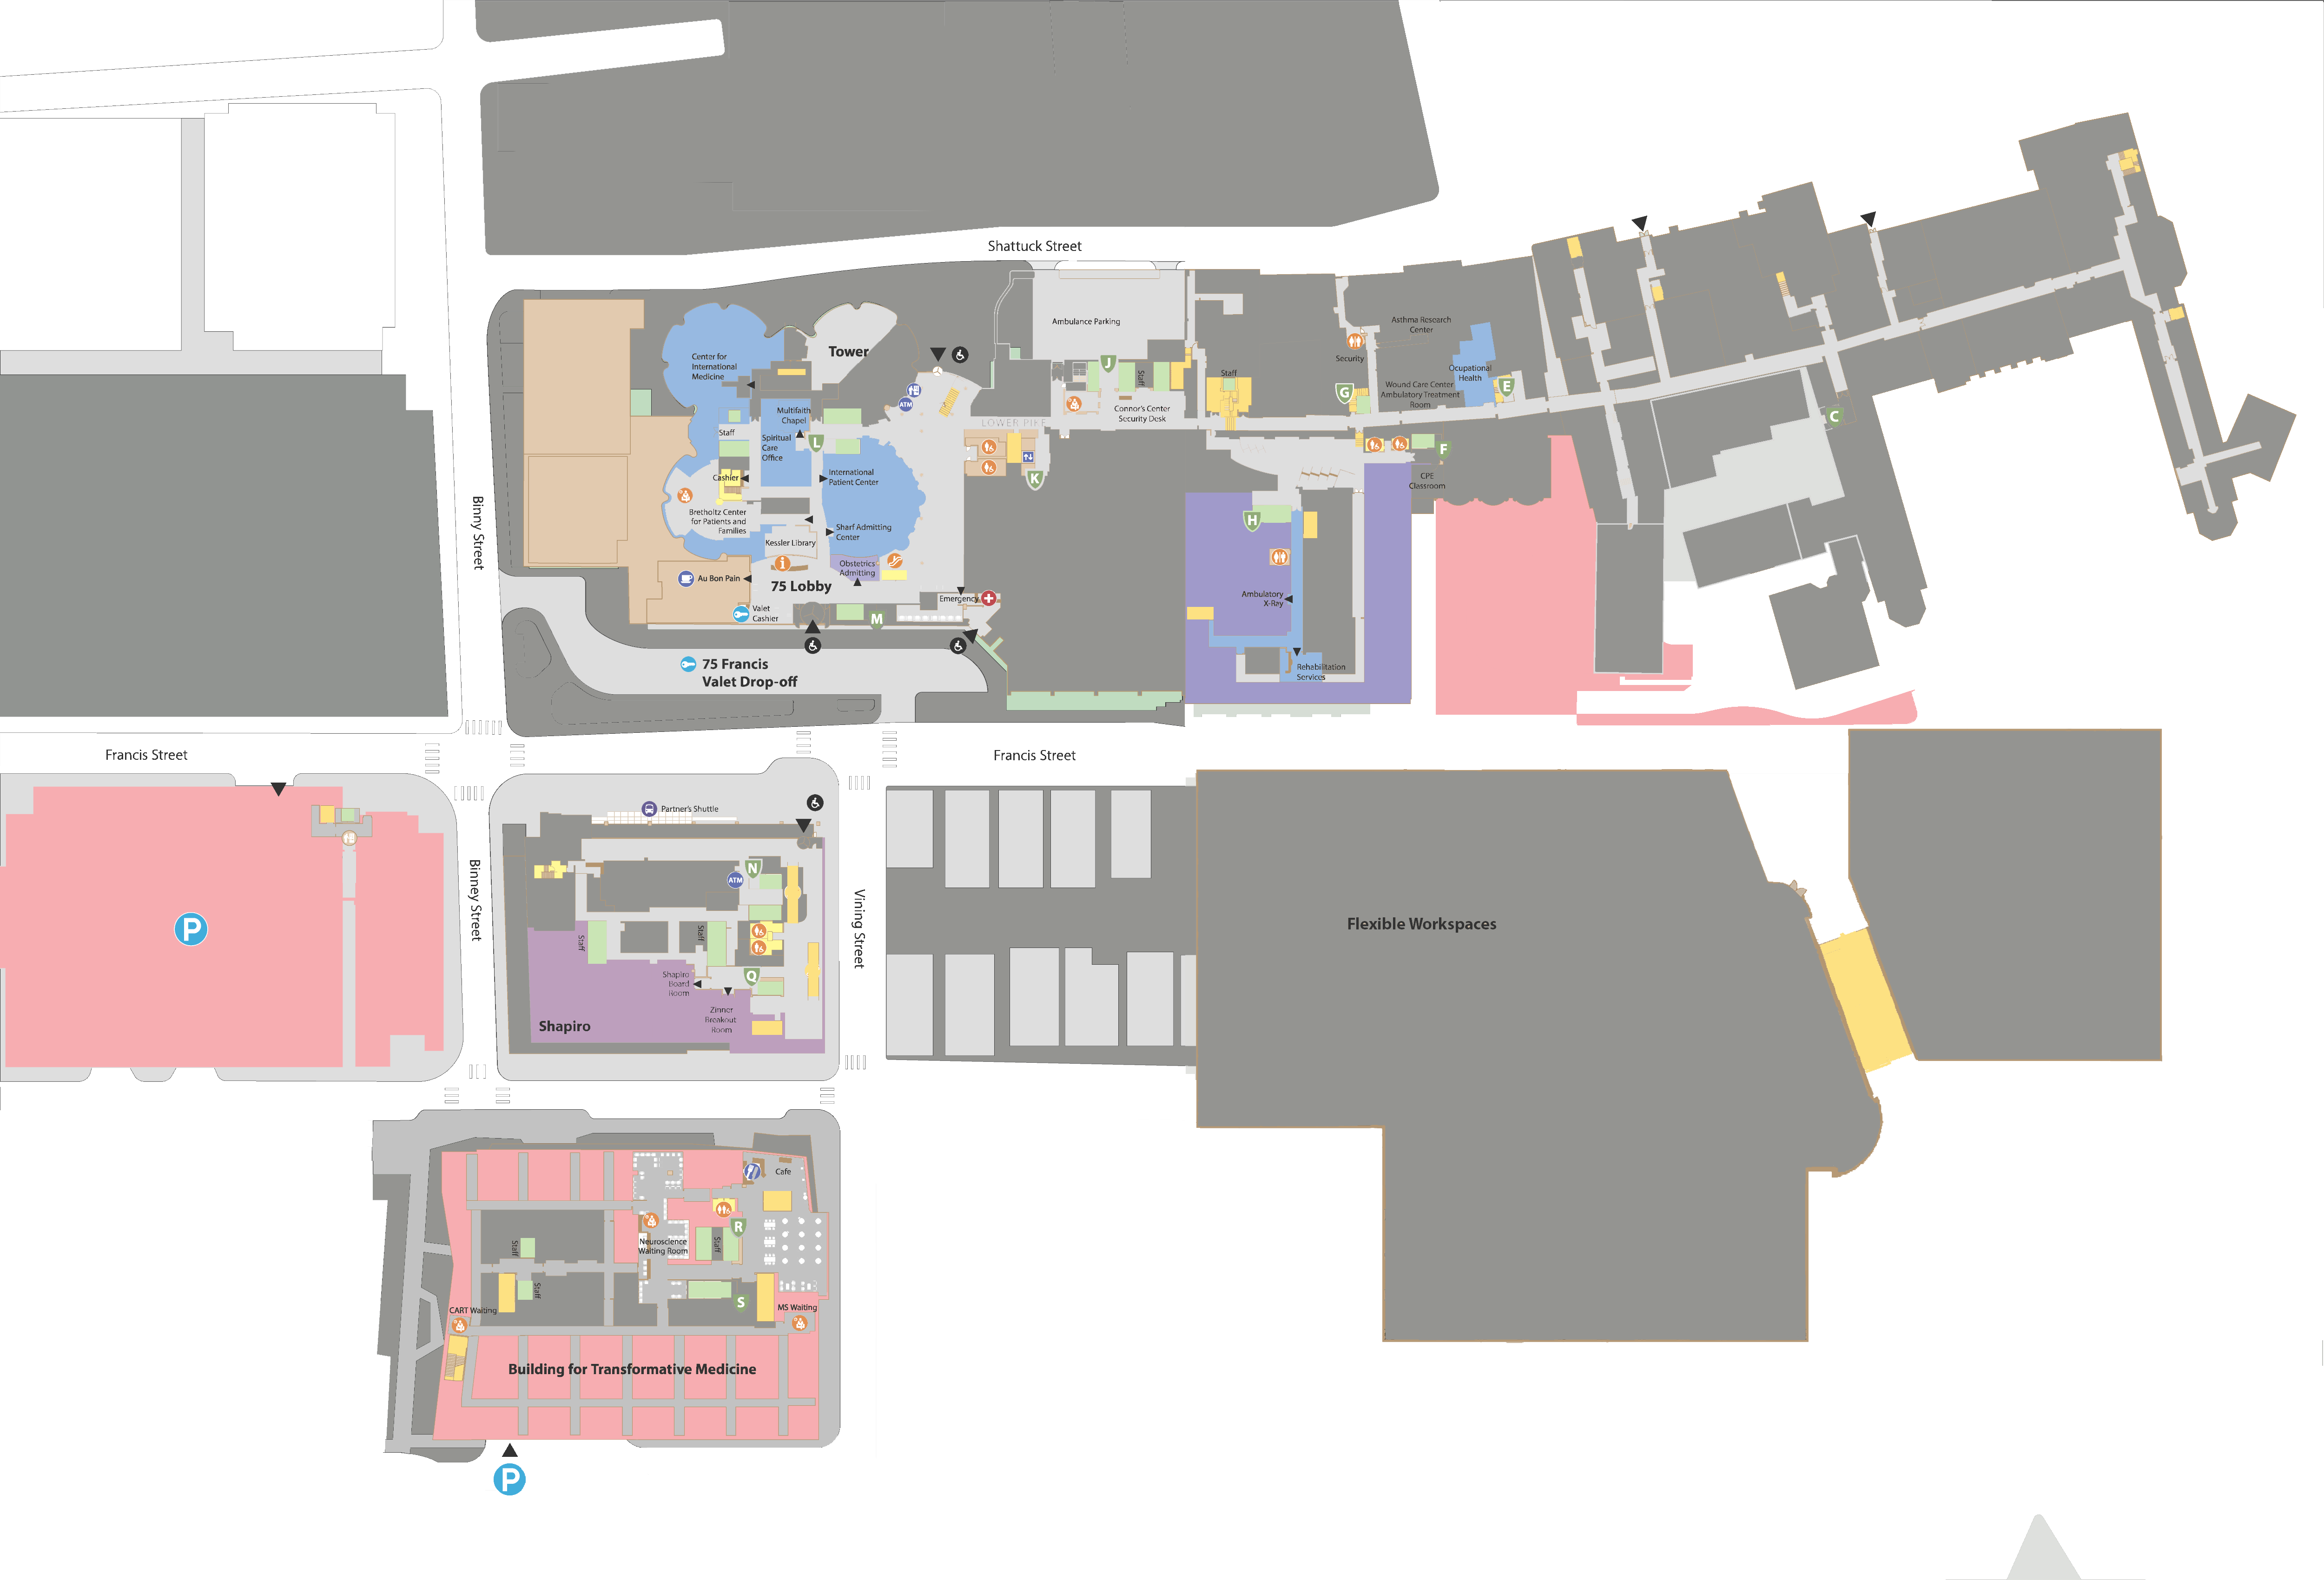 Shattuck Street
Ambulance Parking
Asthma Research
Center
Security
Tower
Center for
International
Medicine
Staff
Staff
J
Ocupational
Health
Wound Care Center
Ambulatory Treatment
Room
G
E
C
ATM
Connor's Center
Security Desk
LOWER PIKE
Multifaith
Chapel
Staff
Spiritual
Care
Office
L
F
K
Cashier
International
Patient Center
CPE
Classroom
Bretholtz Center
for Patients and
Families
H
Kessler Library
Sharf Admitting
Center
i
Obstetrics
Admitting
Au Bon Pain
75 Lobby
Emergency
Ambulatory
X-Ray
Valet
Cashier
M
Binny Street
75 Francis
Valet Drop-off
Rehabilitation
Services
Francis Street
Francis Street
Partner's Shuttle
N
ATM
P
Binney Street
Staff
Staff
Vining Street
Flexible Workspaces
Q
Shapiro
Board
Room
Zinner
Breakout
Room
Shapiro
Cafe
R
Neuroscience
Waiting Room
Staff
Staff
Staff
S
CART Waiting
MS Waiting
Building for Transformative Medicine
P